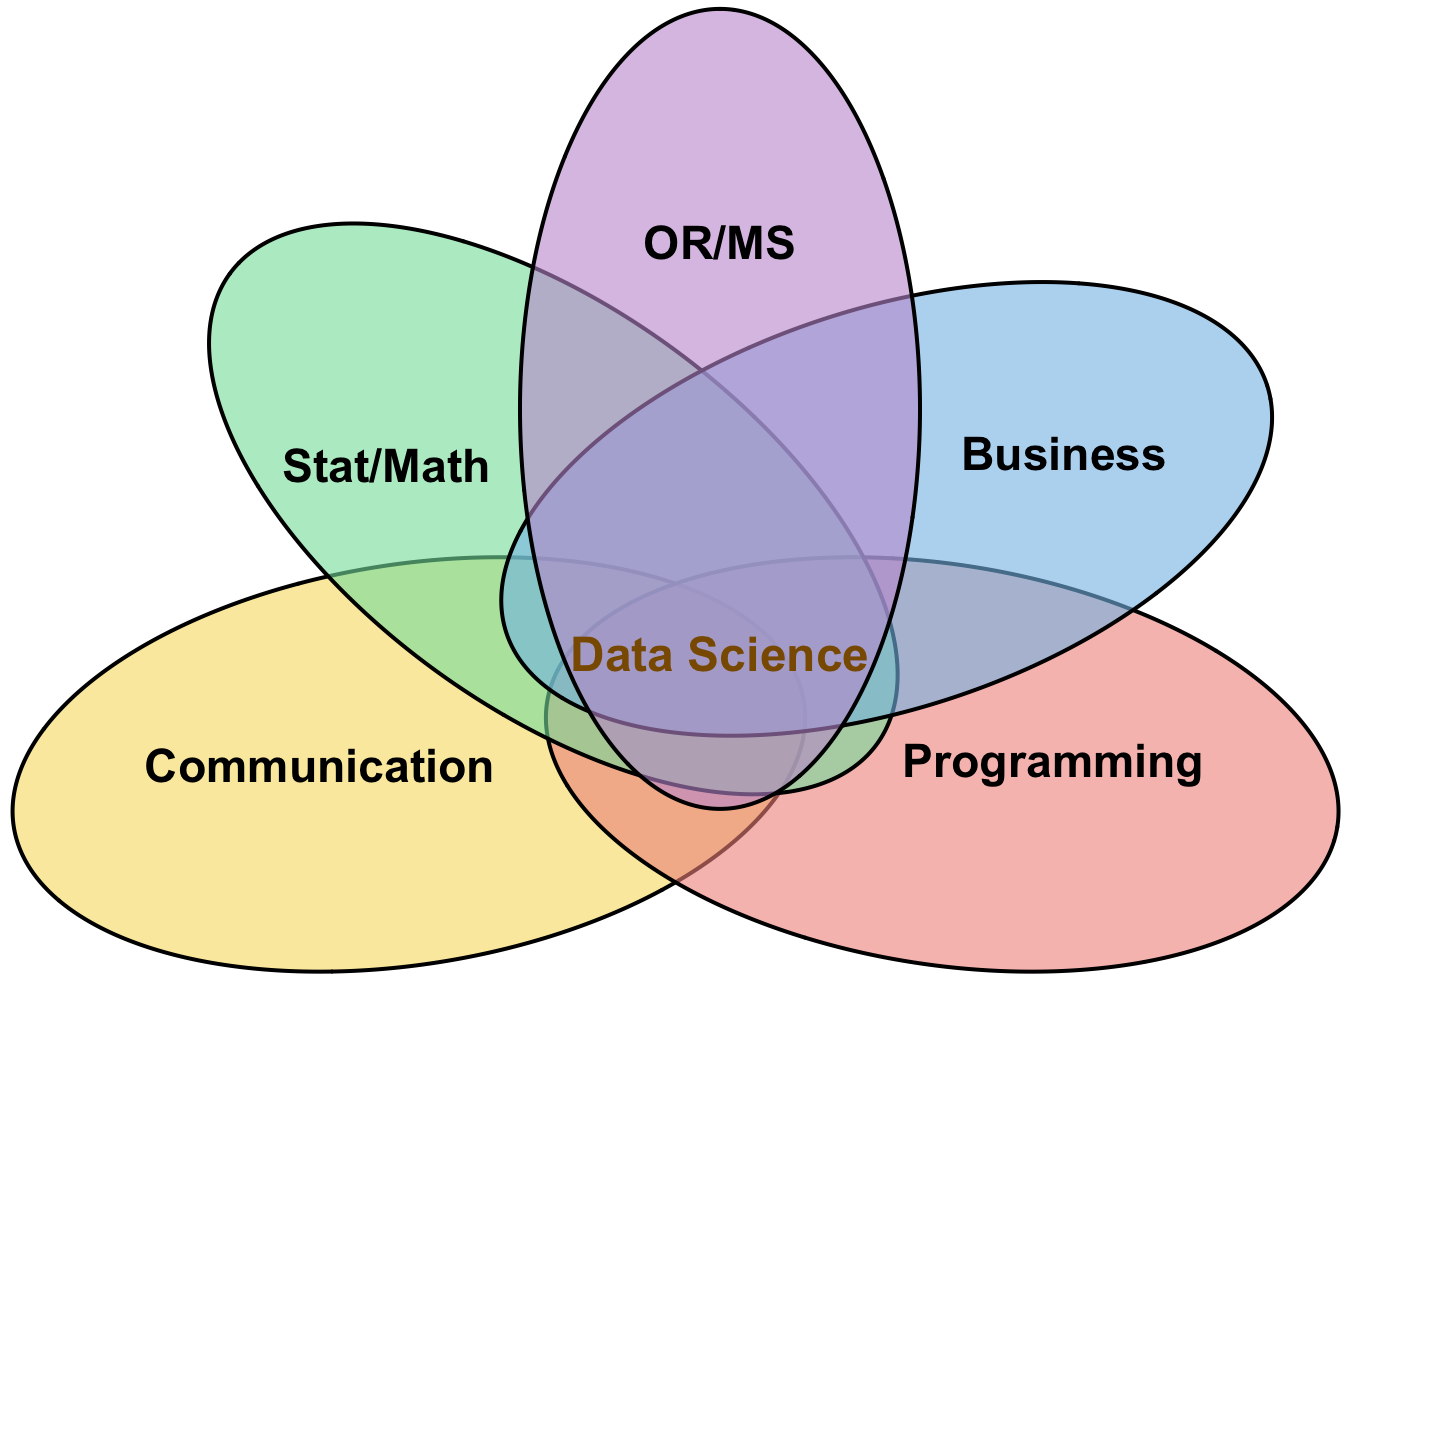 OR/MS
Business
Stat/Math
Data Science
Communication
Programming